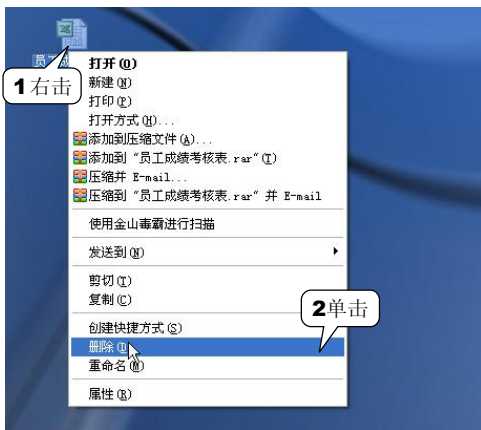 员工成
1右击
打开(O)
新建(N)
打印(P)
打开方式(H)...
添加到压缩文件(A)...
添加到 "员工成绩考核表.rar"(T)
压缩并 E-mail...
压缩到 "员工成绩考核表.rar" 并 E-mail
使用金山毒霸进行扫描
发送到(N)
剪切(T)
复制(C)
2单击
创建快捷方式(S)
删除(D)
重命名(M)
属性(R)